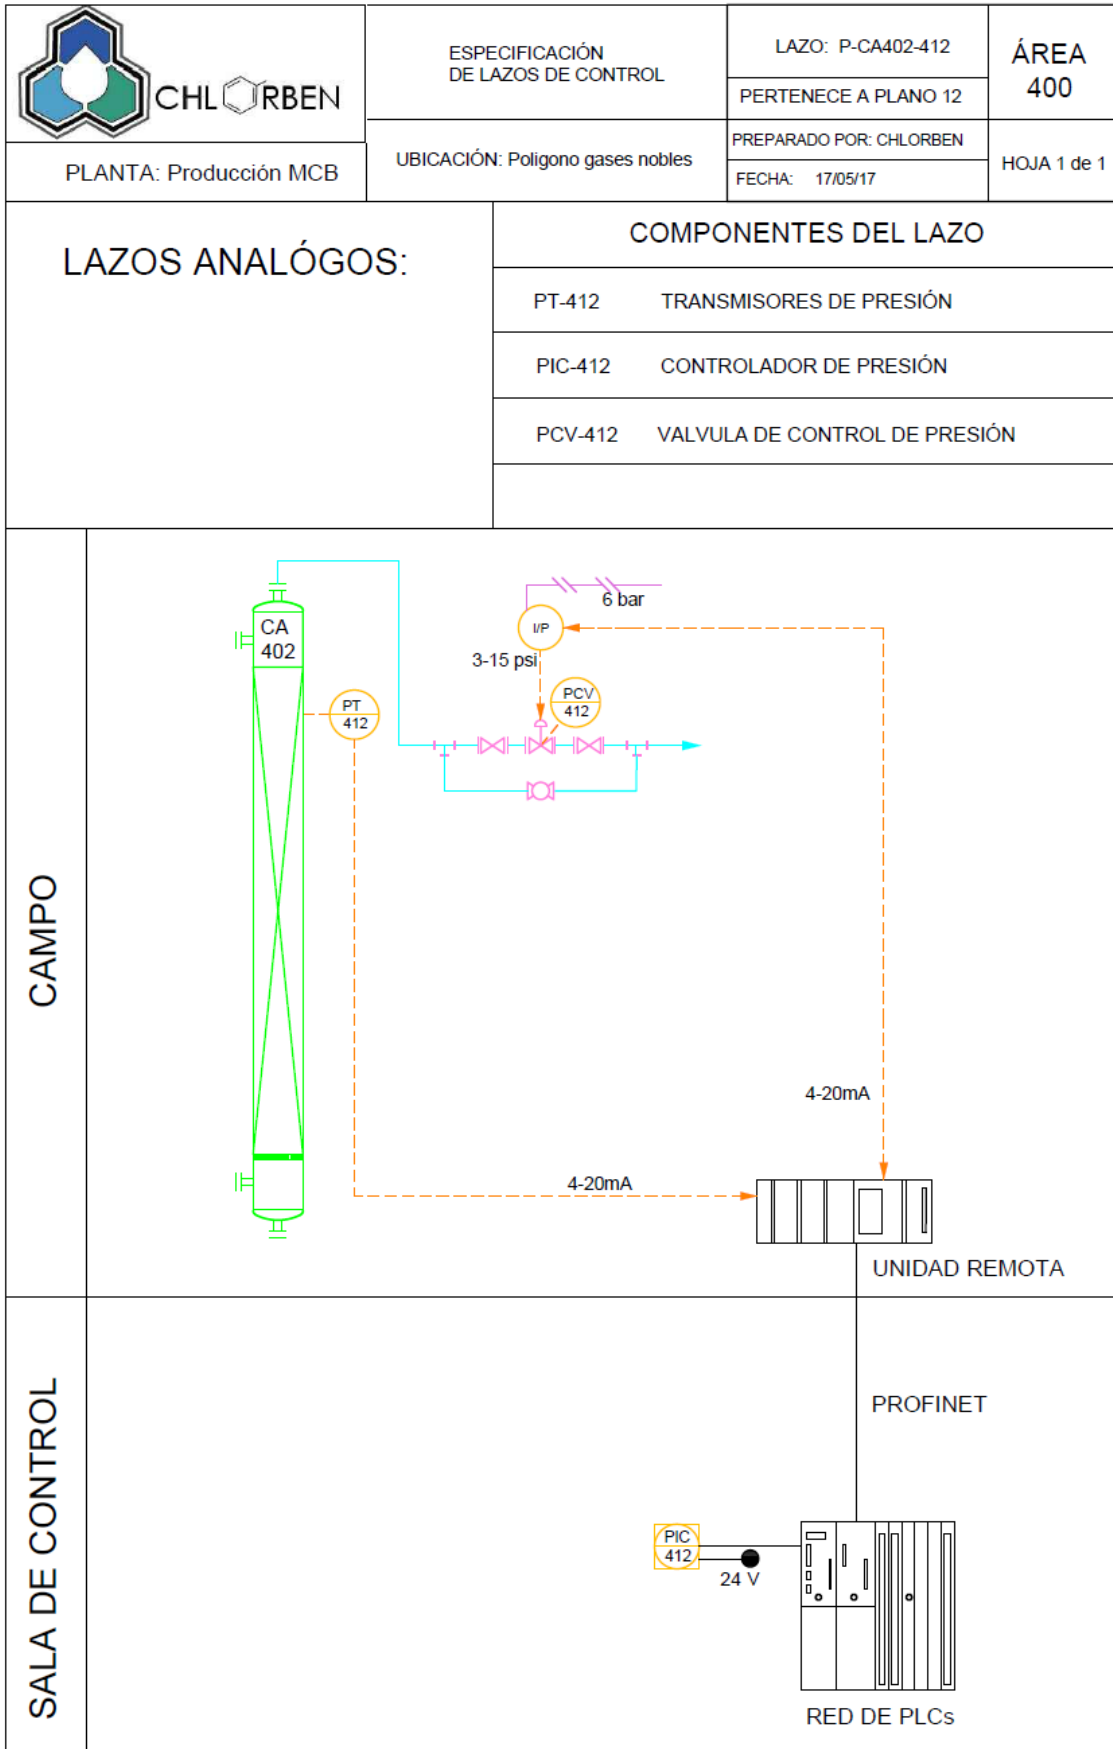 CHLORBEN
PLANTA: Producción MCB
ESPECIFICACIÓN
DE LAZOS DE CONTROL
UBICACIÓN: Poligono gases nobles
LAZO: P-CA402-412
PERTENECE A PLANO 12
PREPARADO POR: CHLORBEN
FECHA: 17/05/17
ÁREA
400
HOJA 1 de 1
LAZOS ANALÓGOS:
COMPONENTES DEL LAZO
PT-412 TRANSMISORES DE PRESIÓN
PIC-412 CONTROLADOR DE PRESIÓN
PCV-412 VALVULA DE CONTROL DE PRESIÓN
CAMPO
CA
402
PT
412
6 bar
I/P
3-15 psi
PCV
412
4-20mA
4-20mA
UNIDAD REMOTA
SALA DE CONTROL
PROFINET
PIC
412
24 V
RED DE PLCs